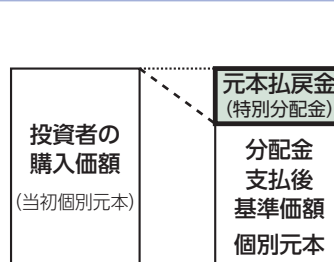 投資者の
購入価額
(当初個別元本)
元本払戻金
(特別分配金)
分配金
支払後
基準価額
個別元本